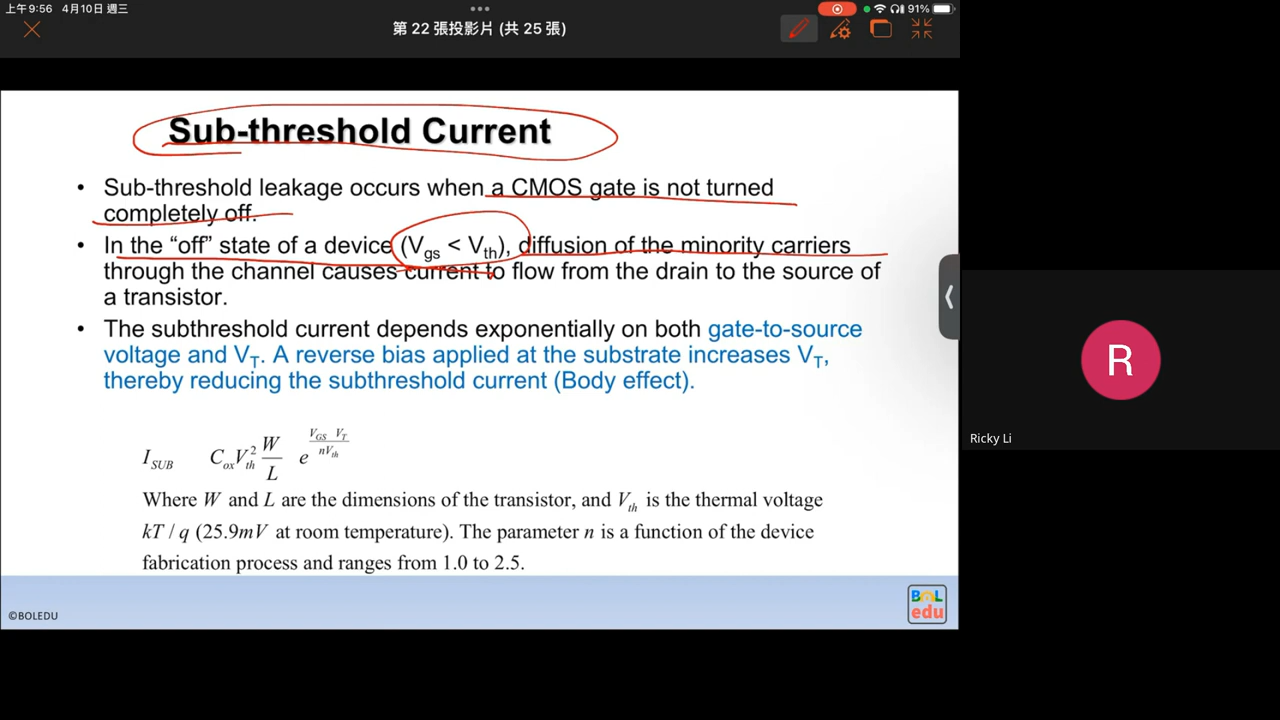 上午9:56 4月10日 週三
91%
第 22 張投影片 (共 25 張)
Sub-threshold Current
• Sub-threshold leakage occurs when a CMOS gate is not turned
completely off.
• In the “off” state of a device (Vgs < Vth), diffusion of the minority carriers
through the channel causes current to flow from the drain to the source of
a transistor.
• The subthreshold current depends exponentially on both gate-to-source
voltage and VT. A reverse bias applied at the substrate increases VT,
thereby reducing the subthreshold current (Body effect).
ISUB CoxVth² W/L e^(VGS VT / nVth)
Where W and L are the dimensions of the transistor, and Vth is the thermal voltage
kT / q (25.9mV at room temperature). The parameter n is a function of the device
fabrication process and ranges from 1.0 to 2.5.
©BOLEDU
BOL
edu
R
Ricky Li